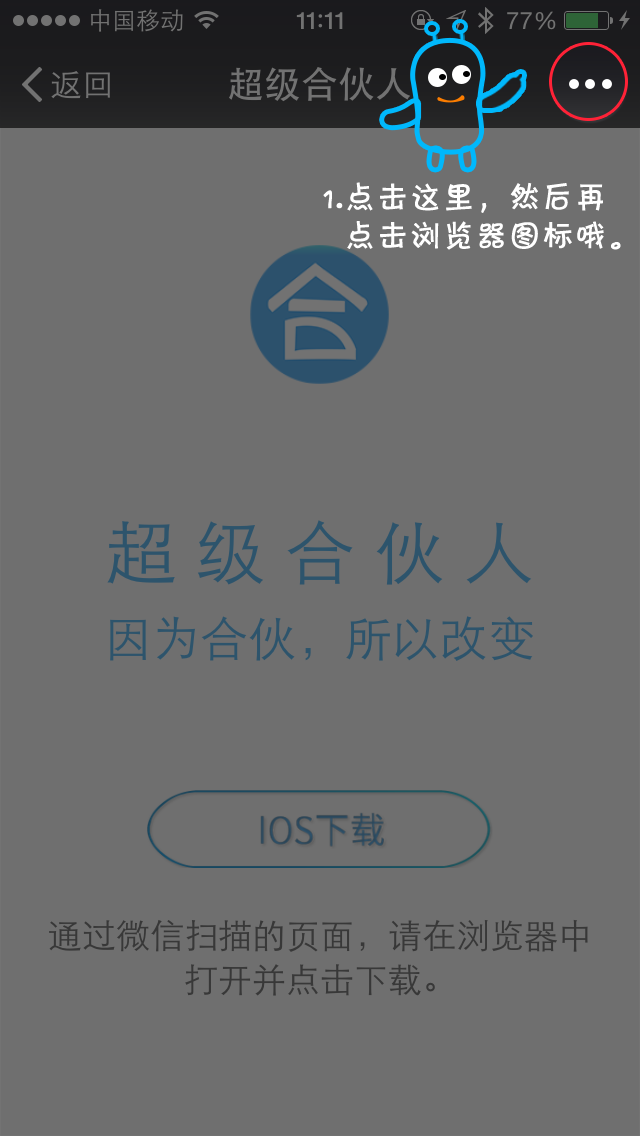 中国移动 11:11 77%
返回 超级合伙人
1.点击这里，然后再
点击浏览器图标哦。
合
超级合伙人
因为合伙，所以改变
IOS下载
通过微信扫描的页面，请在浏览器中
打开并点击下载。